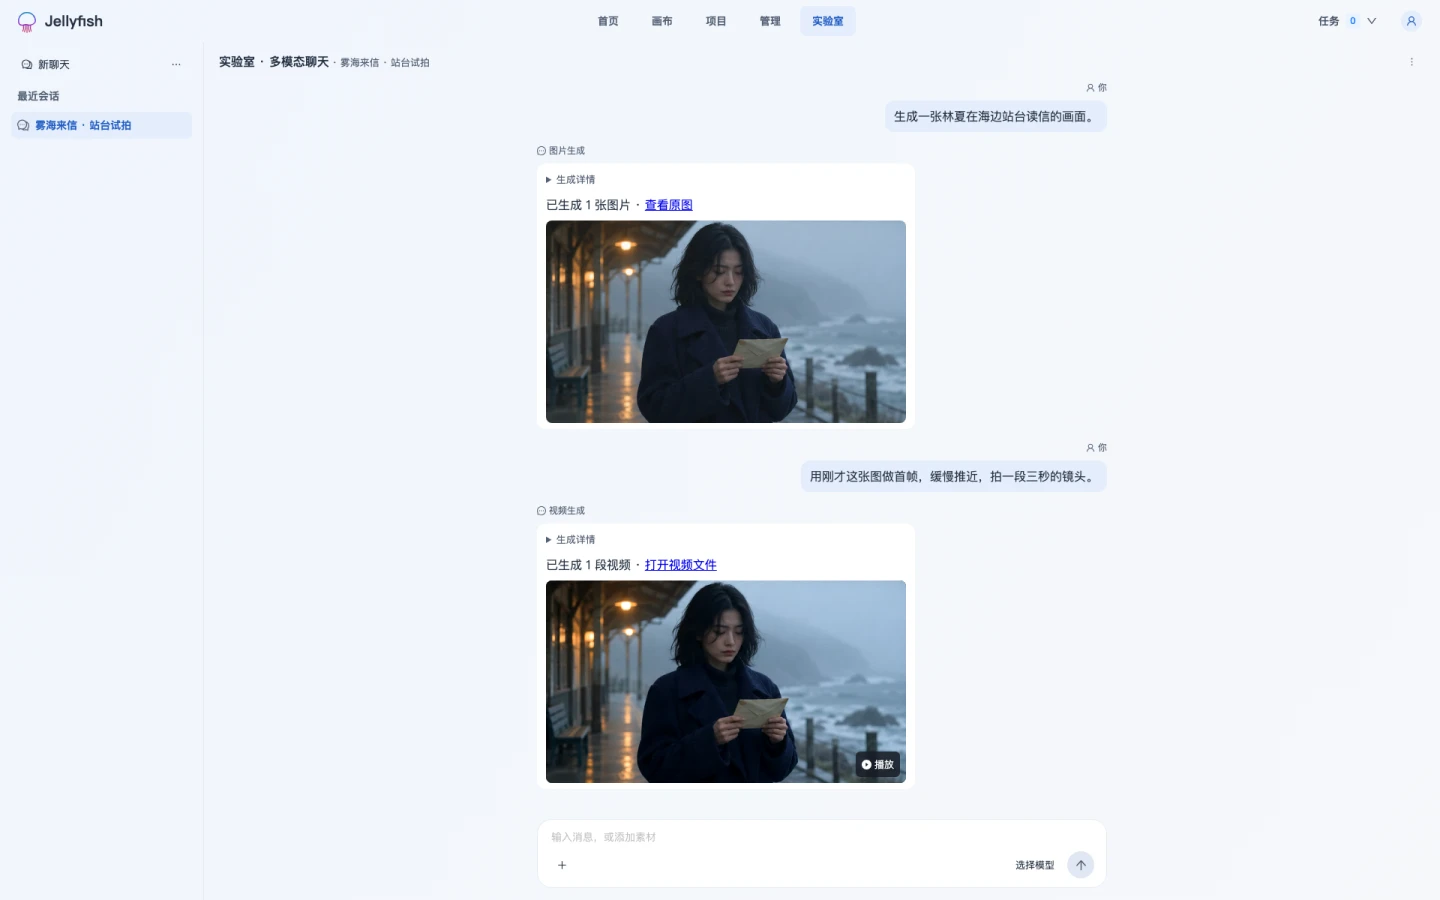 Jellyfish
首页
画布
项目
管理
实验室
任务 0
新聊天
最近会话
雾海来信 · 站台试拍
实验室 · 多模态聊天 · 雾海来信 · 站台试拍
你
生成一张林夏在海边站台读信的画面。
图片生成
生成详情
已生成 1 张图片 · 查看原图
你
用刚才这张图做首帧，缓慢推近，拍一段三秒的镜头。
视频生成
生成详情
已生成 1 段视频 · 打开视频文件
播放
输入消息，或添加素材
选择模型